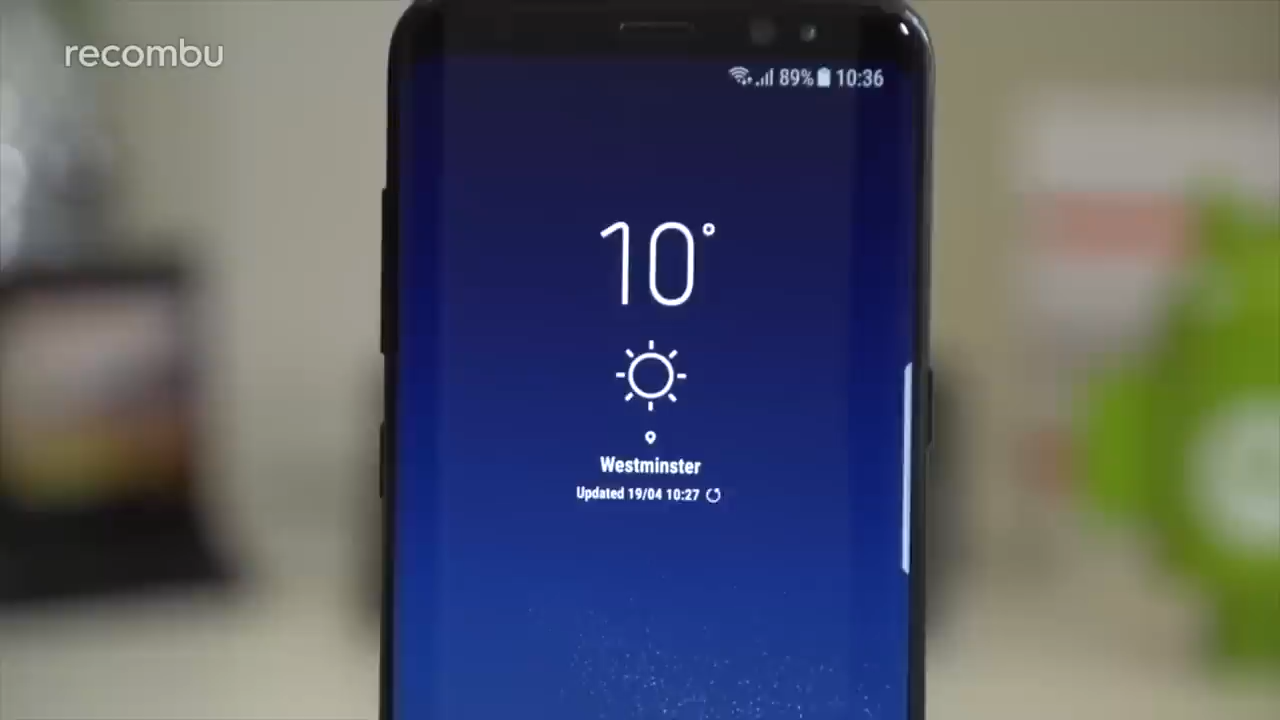 recombu
89% 10:36
10°
Westminster
Updated 19/04 10:27